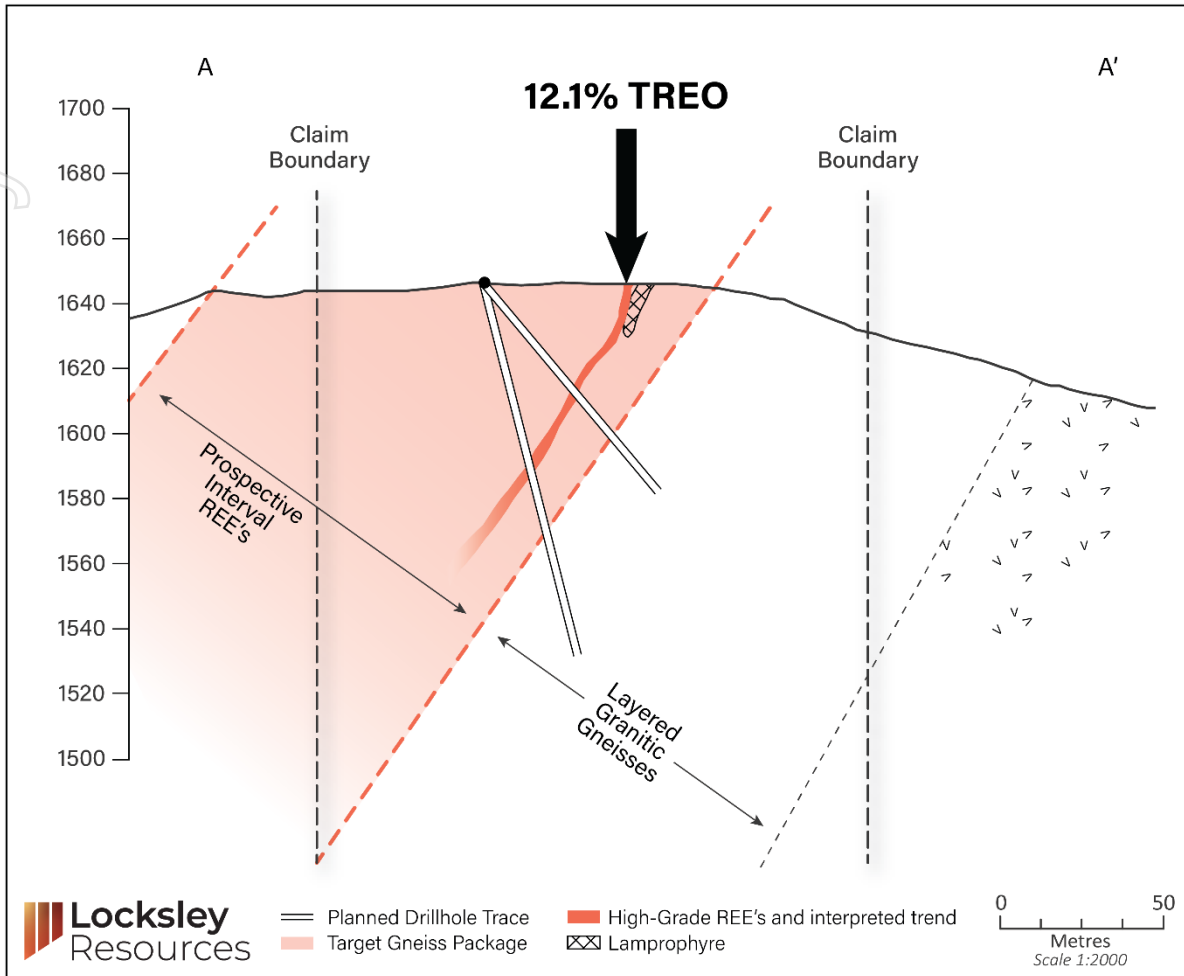 A
A'
12.1% TREO
Claim
Boundary
Claim
Boundary
1700
1680
1660
1640
1620
1600
1580
1560
1540
1520
1500
Prospective
Interval
REE's
Layered
Granitic
Gneisses
Locksley
Resources
Planned Drillhole Trace
Target Gneiss Package
High-Grade REE's and interpreted trend
Lamprophyre
0 50
Metres
Scale 1:2000